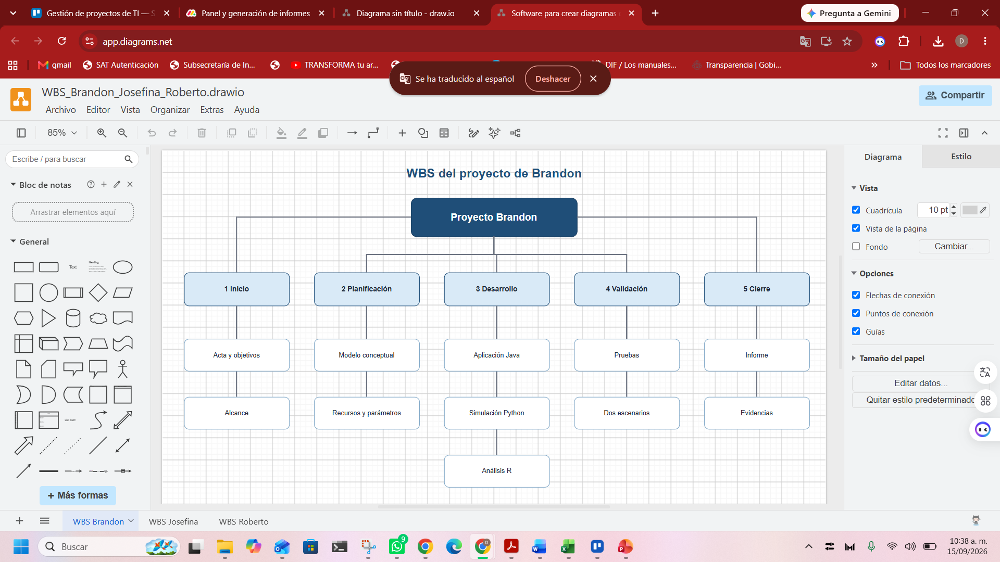 Gestión de proyectos de TI — S
Panel y generación de informes
Diagrama sin título - draw.io
Software para crear diagramas
Pregunta a Gemini
app.diagrams.net
D
gmail
SAT Autenticación
Subsecretaría de In...
TRANSFORMA tu ar...
DIF / Los manuales...
Transparencia | Gobi...
Todos los marcadores
Se ha traducido al español
Deshacer
WBS_Brandon_Josefina_Roberto.drawio
Compartir
Archivo
Editor
Vista
Organizar
Extras
Ayuda
85%
Escribe / para buscar
Bloc de notas
Arrastrar elementos aquí
General
Text
Heading
List Item
Más formas
WBS del proyecto de Brandon
Proyecto Brandon
1 Inicio
2 Planificación
3 Desarrollo
4 Validación
5 Cierre
Acta y objetivos
Modelo conceptual
Aplicación Java
Pruebas
Informe
Alcance
Recursos y parámetros
Simulación Python
Dos escenarios
Evidencias
Análisis R
Diagrama
Estilo
Vista
Cuadrícula
10 pt
Vista de la página
Fondo
Cambiar...
Opciones
Flechas de conexión
Puntos de conexión
Guías
Tamaño del papel
Editar datos...
Quitar estilo predeterminado
WBS Brandon
WBS Josefina
WBS Roberto
Buscar
9
D
10:38 a. m.
15/09/2026